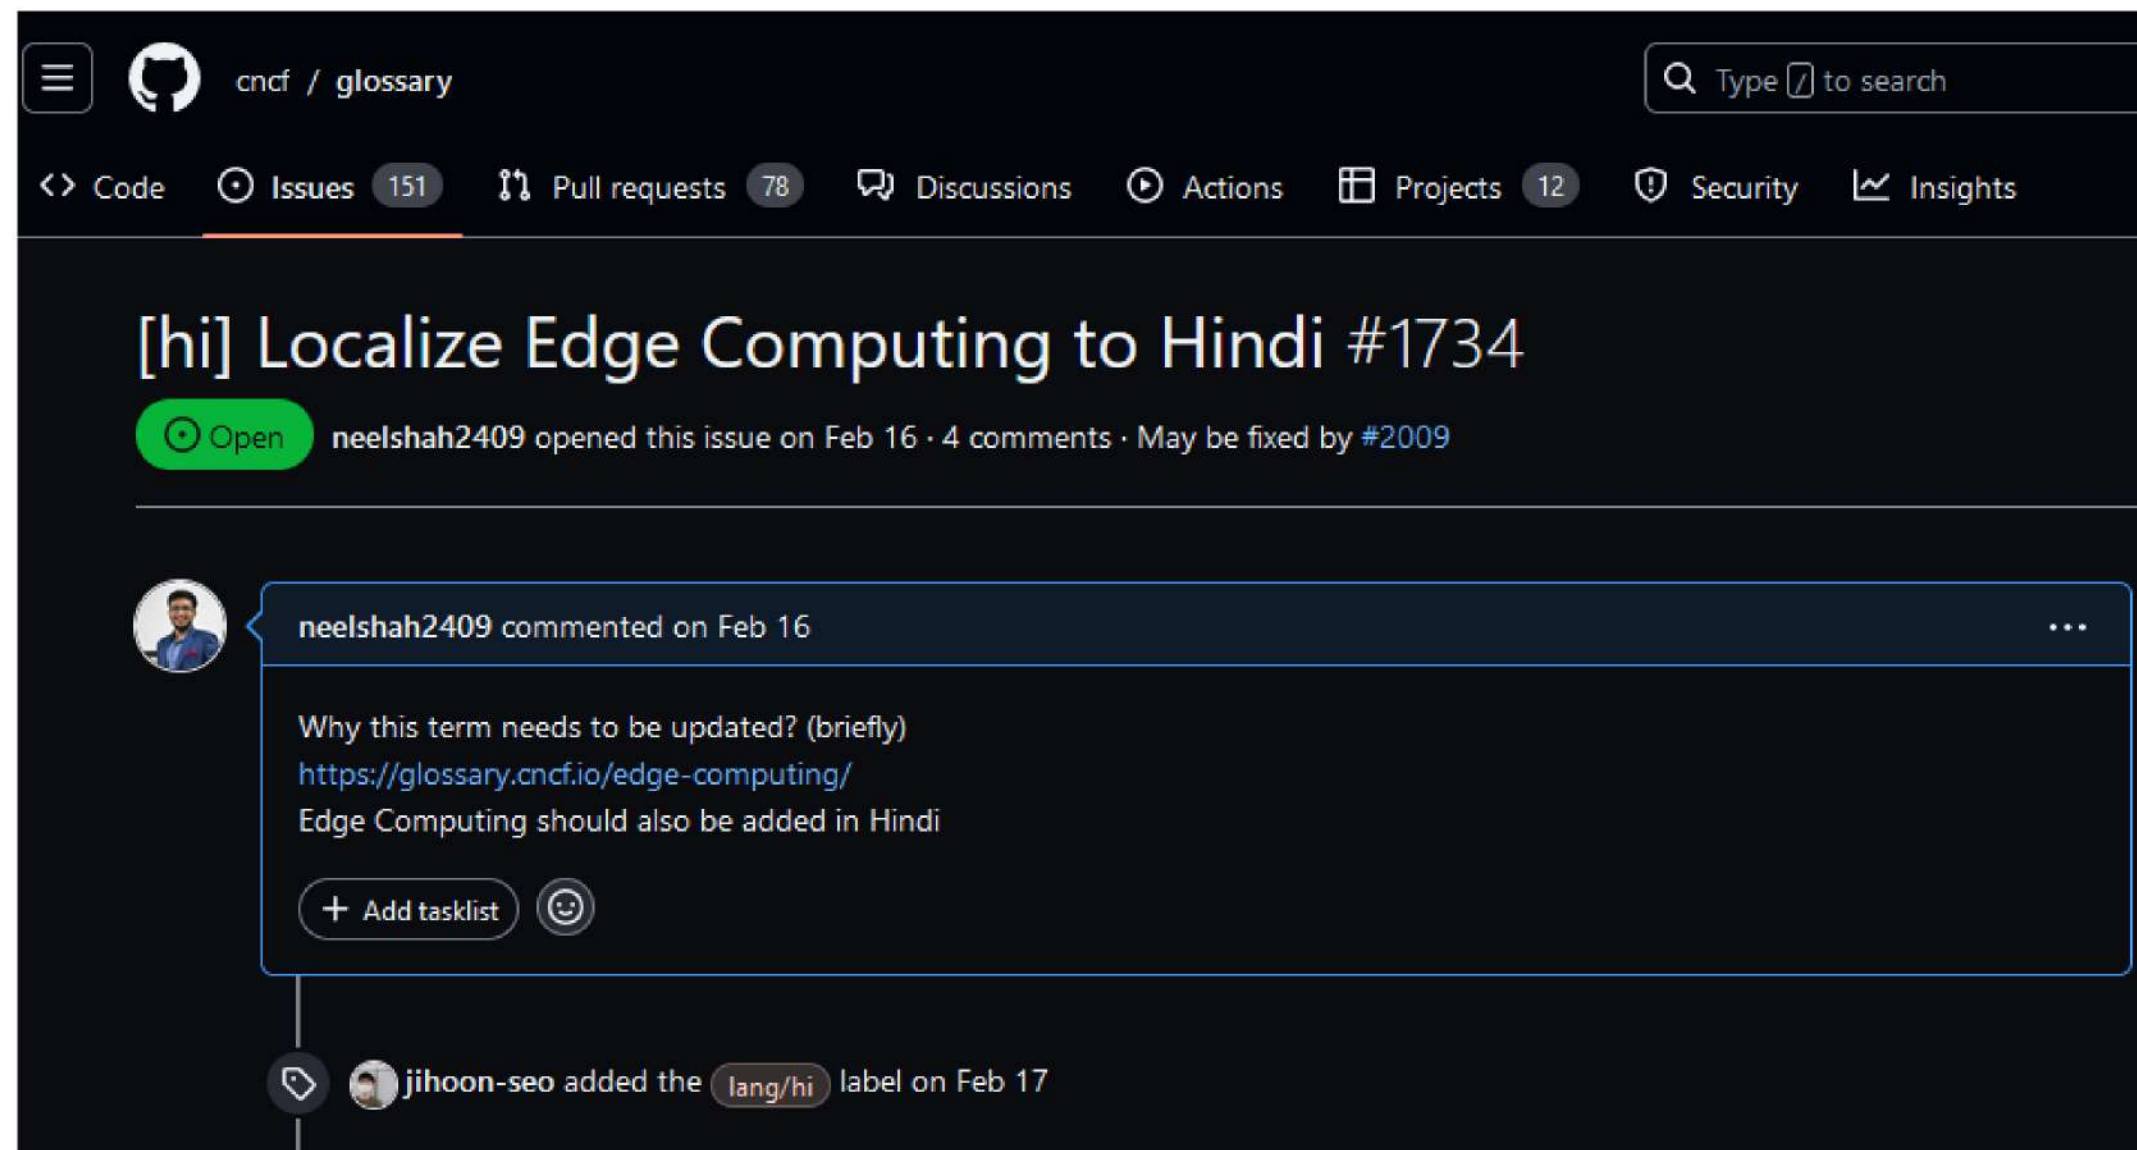 cncf / glossary
Type / to search
Code Issues 151 Pull requests 78 Discussions Actions Projects 12 Security Insights
[hi] Localize Edge Computing to Hindi #1734
Open neelshah2409 opened this issue on Feb 16 · 4 comments · May be fixed by #2009
neelshah2409 commented on Feb 16
Why this term needs to be updated? (briefly)
https://glossary.cncf.io/edge-computing/
Edge Computing should also be added in Hindi
+ Add tasklist
jihoon-seo added the lang/hi label on Feb 17